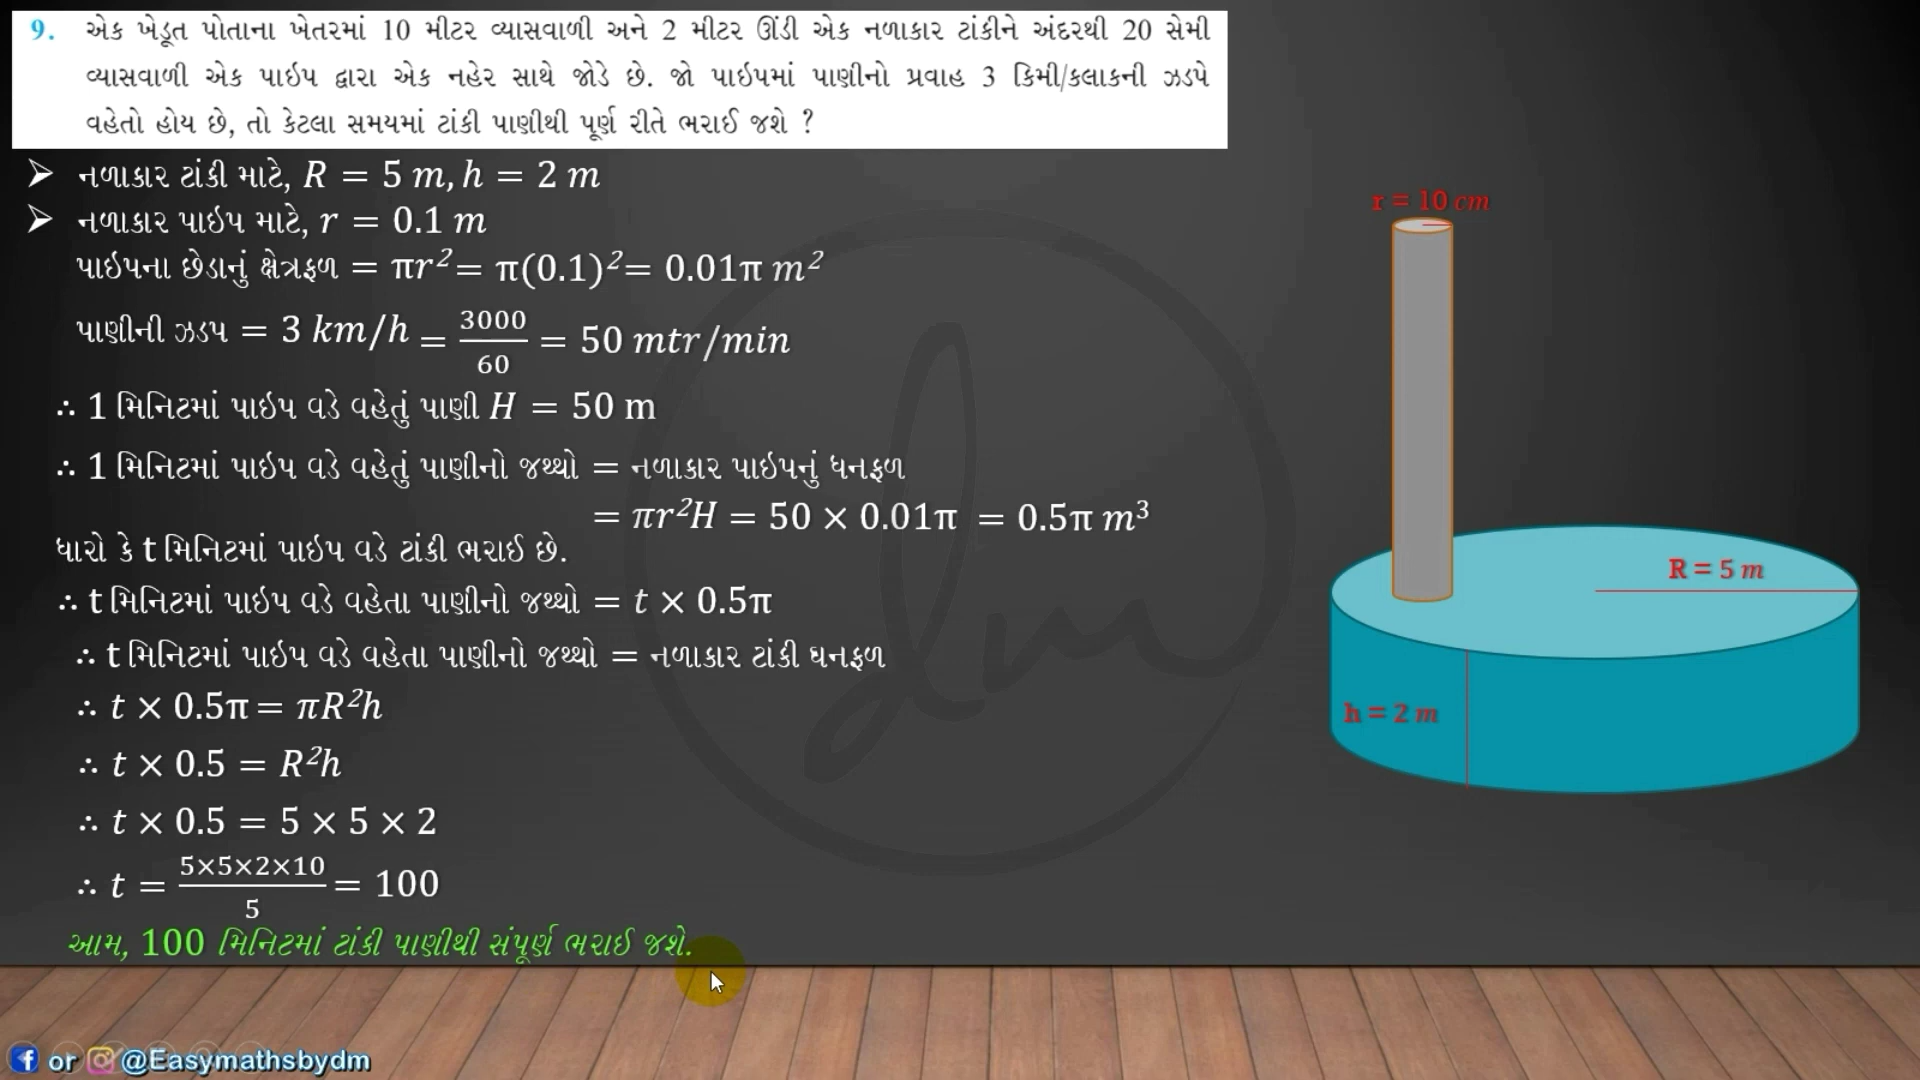 9. એક ખેડૂત પોતાના ખેતરમાં 10 મીટર વ્યાસવાળી અને 2 મીટર ઊંડી એક નળાકાર ટાંકીને અંદરથી 20 સેમી
વ્યાસવાળી એક પાઇપ દ્વારા એક નહેર સાથે જોડે છે. જો પાઇપમાં પાણીનો પ્રવાહ 3 કિમી/કલાકની ઝડપે
વહેતો હોય છે, તો કેટલા સમયમાં ટાંકી પાણીથી પૂર્ણ રીતે ભરાઈ જશે ?
➢ નળાકાર ટાંકી માટે, R = 5 m, h = 2 m
➢ નળાકાર પાઇપ માટે, r = 0.1 m
પાઇપના છેડાનું ક્ષેત્રફળ = πr² = π(0.1)² = 0.01π m²
પાણીની ઝડપ = 3 km/h = 3000/60 = 50 mtr/min
∴ 1 મિનિટમાં પાઇપ વડે વહેતું પાણી H = 50 m
∴ 1 મિનિટમાં પાઇપ વડે વહેતું પાણીનો જથ્થો = નળાકાર પાઇપનું ધનફળ
= πr²H = 50 × 0.01π = 0.5π m³
ધારો કે t મિનિટમાં પાઇપ વડે ટાંકી ભરાઈ છે.
∴ t મિનિટમાં પાઇપ વડે વહેતા પાણીનો જથ્થો = t × 0.5π
∴ t મિનિટમાં પાઇપ વડે વહેતા પાણીનો જથ્થો = નળાકાર ટાંકી ઘનફળ
∴ t × 0.5π = πR²h
∴ t × 0.5 = R²h
∴ t × 0.5 = 5 × 5 × 2
∴ t = 5×5×2×10/5 = 100
આમ, 100 મિનિટમાં ટાંકી પાણીથી સંપૂર્ણ ભરાઈ જશે.
r = 10 cm
R = 5 m
h = 2 m
dm
f or @Easymathsbydm